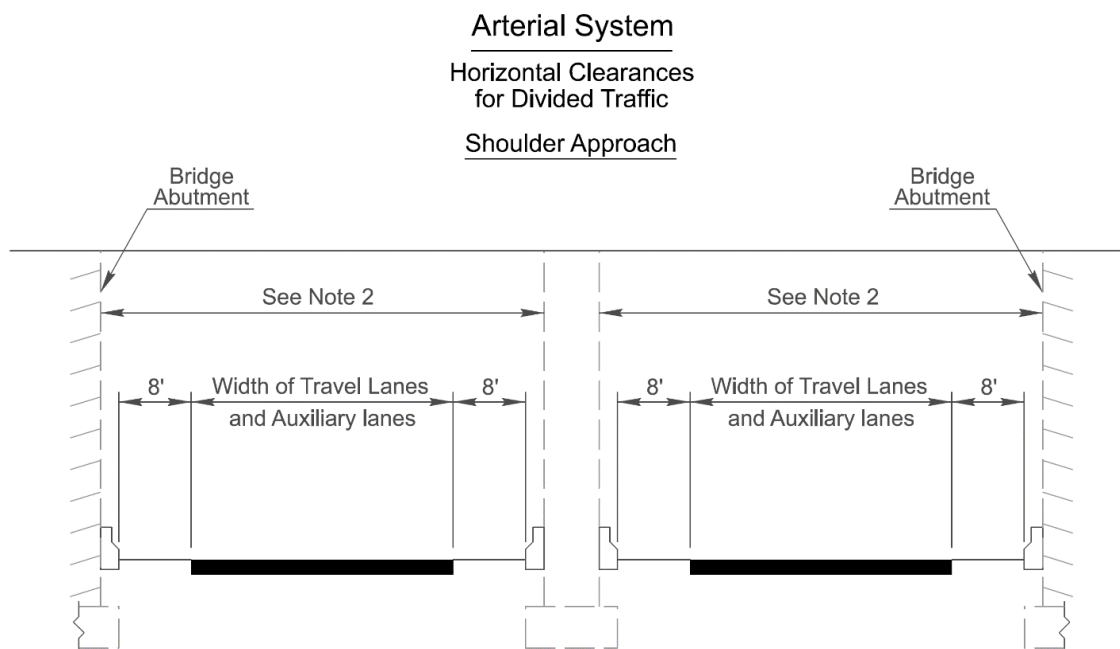 Arterial System
Horizontal Clearances
for Divided Traffic
Shoulder Approach
Bridge
Abutment
Bridge
Abutment
See Note 2
See Note 2
8'
Width of Travel Lanes
and Auxiliary lanes
8'
8'
Width of Travel Lanes
and Auxiliary lanes
8'